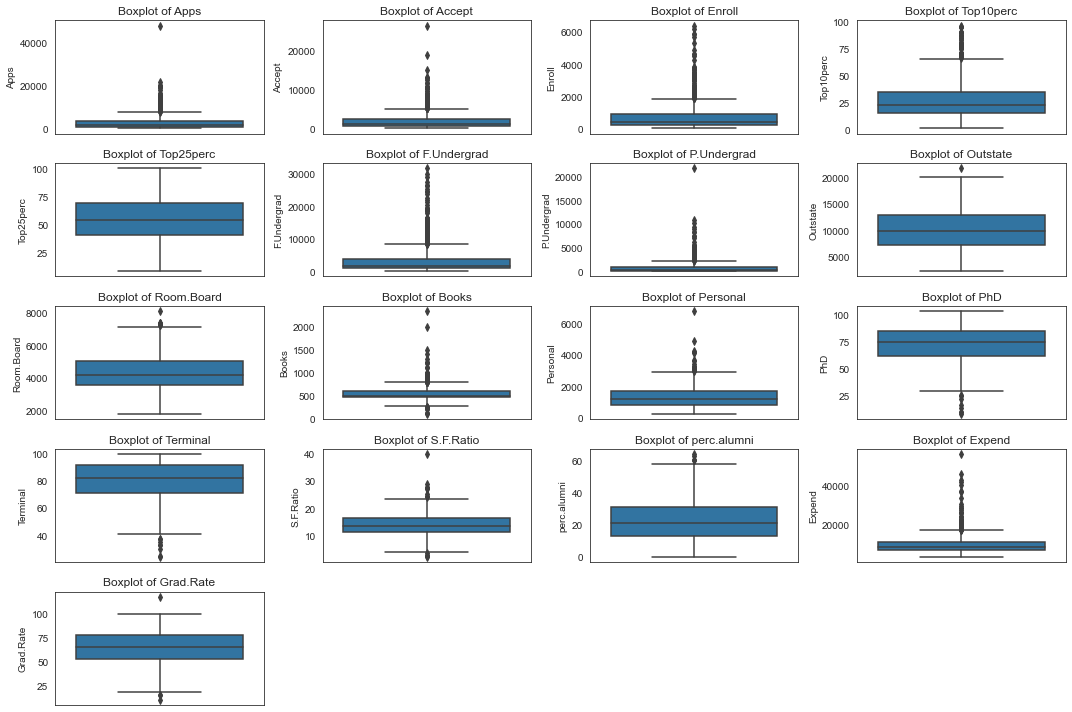 Boxplot of Apps
Boxplot of Accept
Boxplot of Enroll
Boxplot of Top10perc
Apps
40000
20000
0
Accept
20000
10000
0
Enroll
6000
4000
2000
0
Top10perc
100
75
50
25
0
Boxplot of Top25perc
Boxplot of F.Undergrad
Boxplot of P.Undergrad
Boxplot of Outstate
Top25perc
100
75
50
25
F.Undergrad
30000
20000
10000
0
P.Undergrad
20000
15000
10000
5000
0
Outstate
20000
15000
10000
5000
Boxplot of Room.Board
Boxplot of Books
Boxplot of Personal
Boxplot of PhD
Room.Board
8000
6000
4000
2000
Books
2000
1500
1000
500
0
Personal
6000
4000
2000
0
PhD
100
75
50
25
Boxplot of Terminal
Boxplot of S.F.Ratio
Boxplot of perc.alumni
Boxplot of Expend
Terminal
100
80
60
40
S.F.Ratio
40
30
20
10
perc.alumni
60
40
20
0
Expend
40000
20000
Boxplot of Grad.Rate
Grad.Rate
100
75
50
25